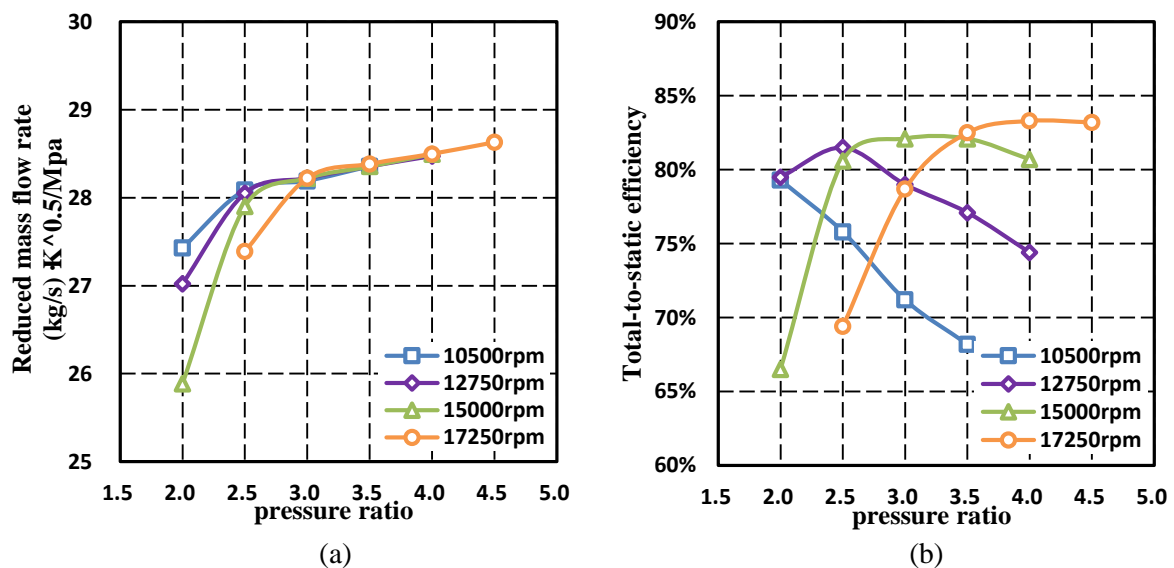 30
29
28
27
26
25
Reduced mass flow rate
(kg/s)·K^0.5/Mpa
10500rpm
12750rpm
15000rpm
17250rpm
1.5 2.0 2.5 3.0 3.5 4.0 4.5 5.0
pressure ratio
(a)
90%
85%
80%
75%
70%
65%
60%
Total-to-static efficiency
10500rpm
12750rpm
15000rpm
17250rpm
1.5 2.0 2.5 3.0 3.5 4.0 4.5 5.0
pressure ratio
(b)